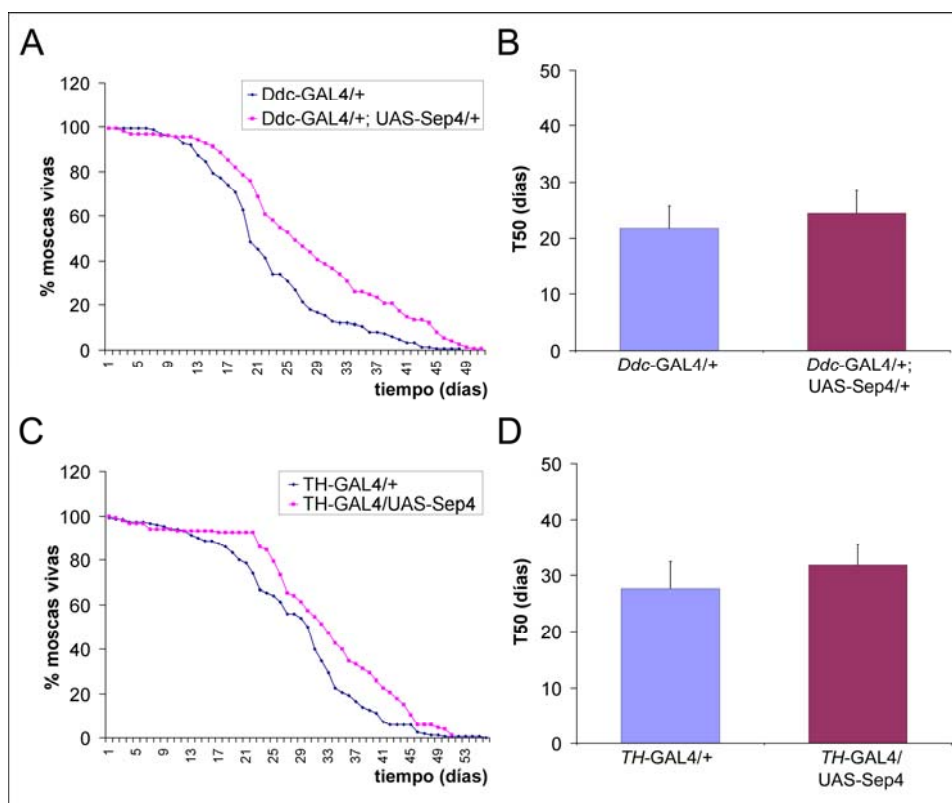 A
120
100
80
60
40
20
0
% moscas vivas
Ddc-GAL4/+
Ddc-GAL4/+; UAS-Sep4/+
1 5 9 13 17 21 25 29 33 37 41 45 49
tiempo (días)
B
50
40
30
20
10
0
T50 (días)
Ddc-GAL4/+
Ddc-GAL4/+;
UAS-Sep4/+
C
120
100
80
60
40
20
0
% moscas vivas
TH-GAL4/+
TH-GAL4/UAS-Sep4
1 5 9 13 17 21 25 29 33 37 41 45 49 53
tiempo (días)
D
50
40
30
20
10
0
T50 (días)
TH-GAL4/+
TH-GAL4/
UAS-Sep4